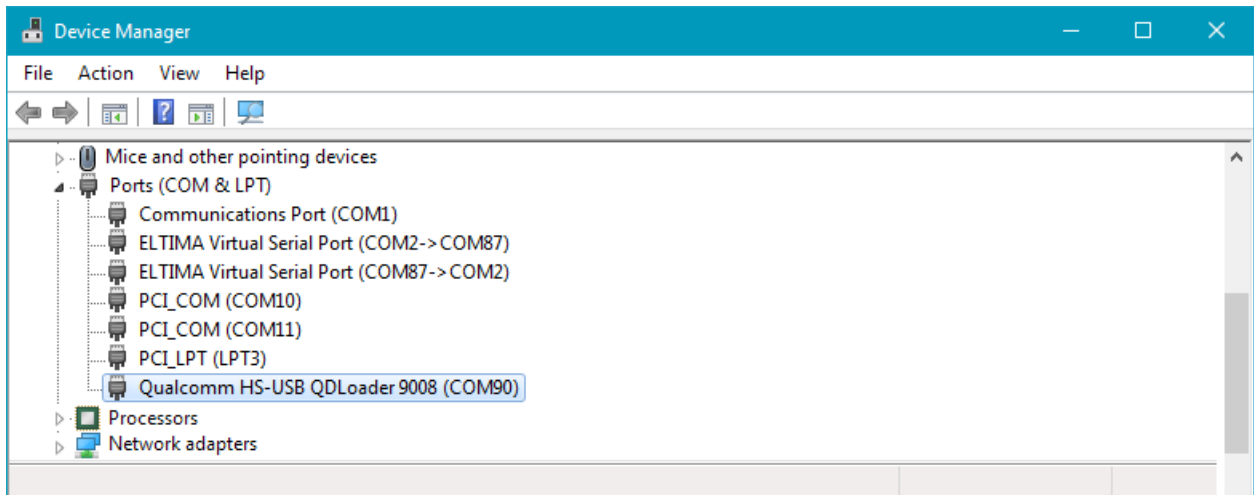 Device Manager
File Action View Help
Mice and other pointing devices
Ports (COM & LPT)
Communications Port (COM1)
ELTIMA Virtual Serial Port (COM2->COM87)
ELTIMA Virtual Serial Port (COM87->COM2)
PCI_COM (COM10)
PCI_COM (COM11)
PCI_LPT (LPT3)
Qualcomm HS-USB QDLoader 9008 (COM90)
Processors
Network adapters